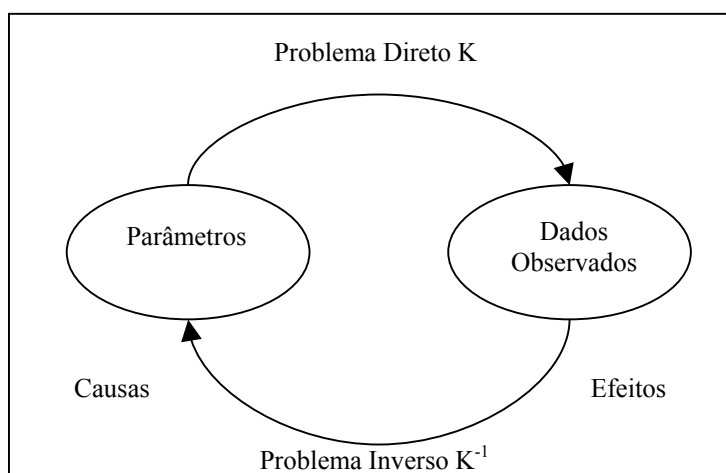 Problema Direto K
Parâmetros
Dados
Observados
Causas
Efeitos
Problema Inverso K⁻¹